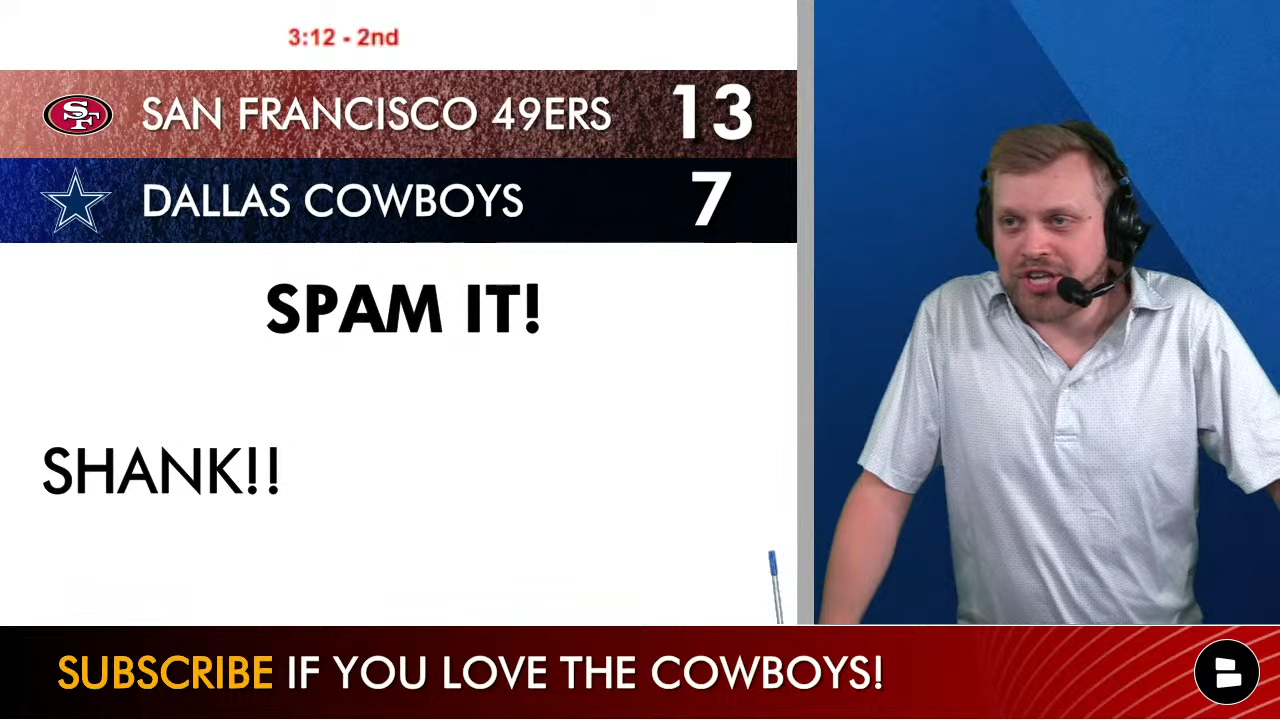 3:12 - 2nd
SF SAN FRANCISCO 49ERS 13
DALLAS COWBOYS 7
SPAM IT!
SHANK!!
SUBSCRIBE IF YOU LOVE THE COWBOYS!